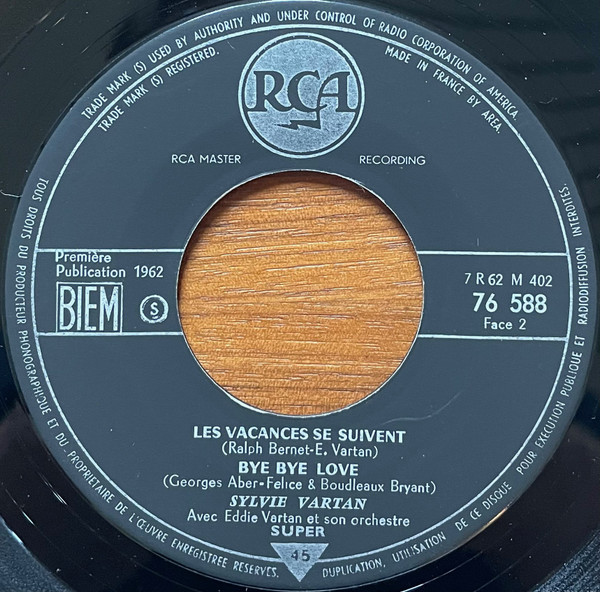 TRADE MARK (S) USED BY AUTHORITY AND UNDER CONTROL OF RADIO CORPORATION OF AMERICA
TRADE MARK (S) REGISTERED.
MADE IN FRANCE BY AREA.
RCA
RCA MASTER RECORDING
Première
Publication 1962
BIEM
S
7 R 62 M 402
76 588
Face 2
LES VACANCES SE SUIVENT
(Ralph Bernet-E. Vartan)
BYE BYE LOVE
(Georges Aber-Felice & Boudleaux Bryant)
SYLVIE VARTAN
Avec Eddie Vartan et son orchestre
SUPER
45
TOUS DROITS DU PRODUCTEUR PHONOGRAPHIQUE ET DU PROPRIETAIRE DE L'ŒUVRE ENREGISTREE RESERVES. DUPLICATION, UTILISATION DE CE DISQUE POUR EXECUTION PUBLIQUE ET RADIODIFFUSION INTERDITES.